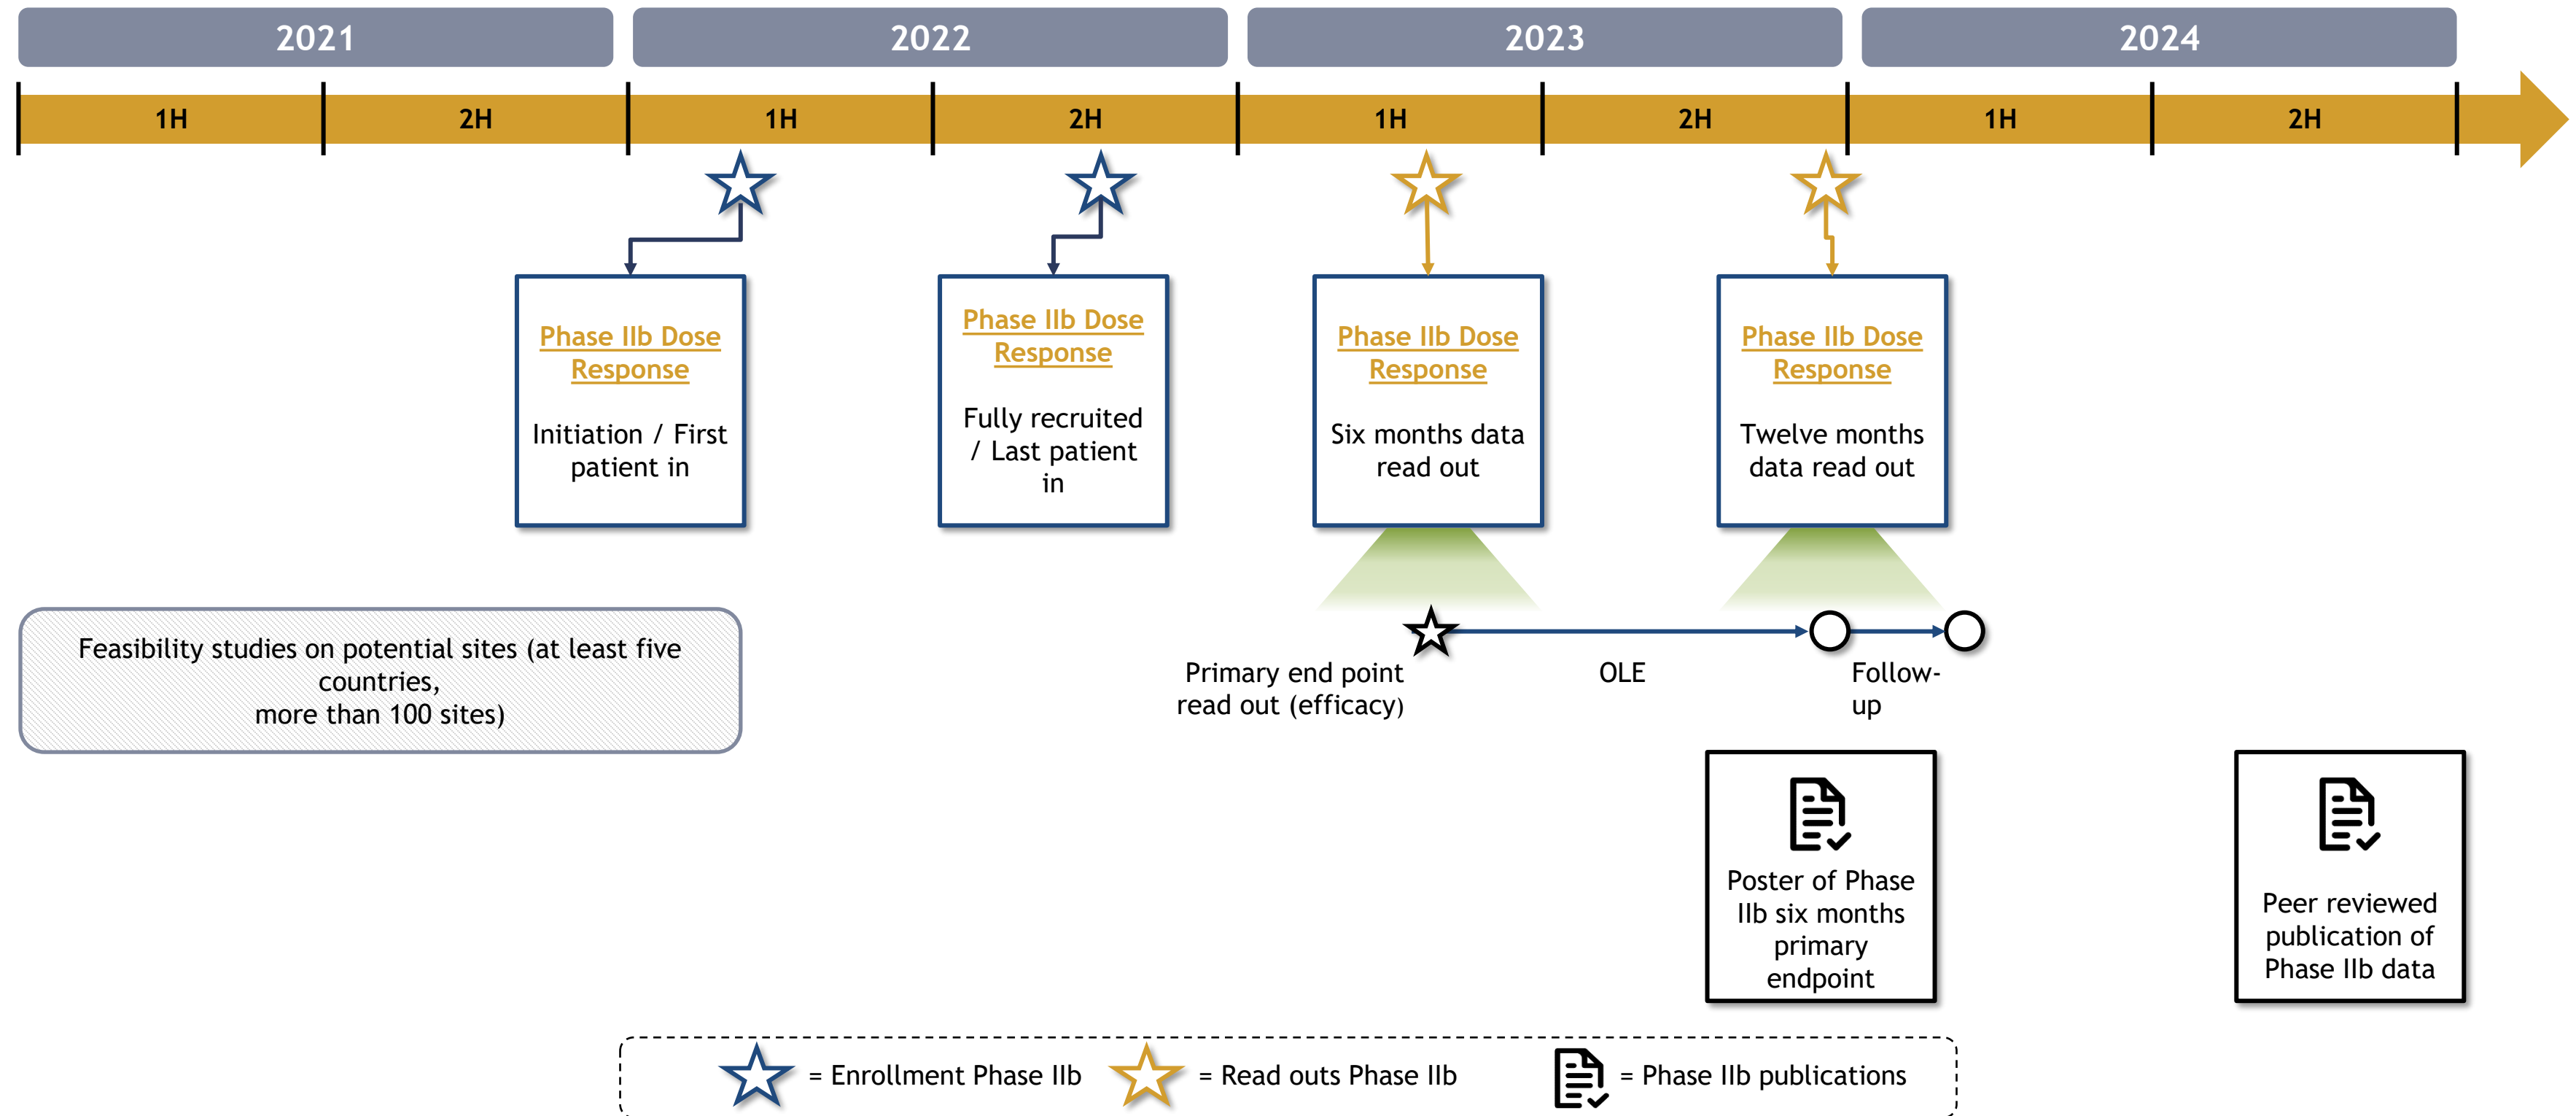 2021
2022
2023
2024
1H
2H
1H
2H
1H
2H
1H
2H
Phase IIb Dose
Response
Initiation / First
patient in
Phase IIb Dose
Response
Fully recruited
/ Last patient
in
Phase IIb Dose
Response
Six months data
read out
Phase IIb Dose
Response
Twelve months
data read out
Feasibility studies on potential sites (at least five
countries,
more than 100 sites)
Primary end point
read out (efficacy)
OLE
Follow-
up
Poster of Phase
IIb six months
primary
endpoint
Peer reviewed
publication of
Phase IIb data
= Enrollment Phase IIb
= Read outs Phase IIb
= Phase IIb publications